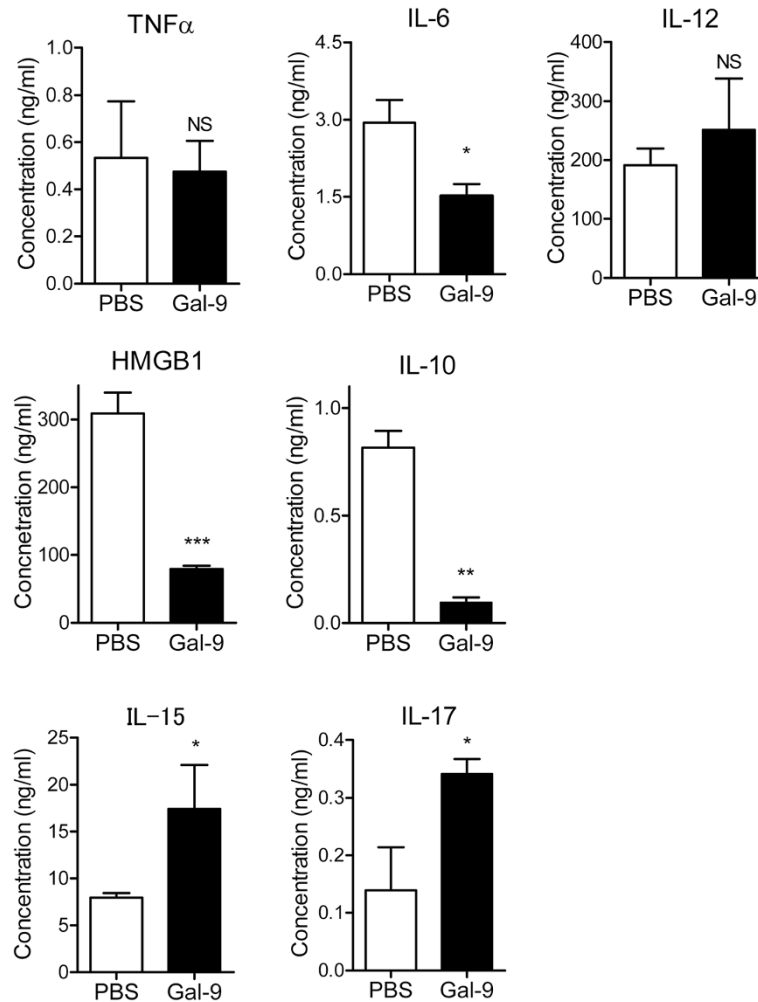 TNFα
Concentration (ng/ml)
1.0
0.8
0.6
0.4
0.2
0.0
NS
PBS Gal-9
IL-6
Concentration (ng/ml)
4.5
3.0
1.5
0.0
*
PBS Gal-9
IL-12
Concentration (ng/ml)
400
300
200
100
0
NS
PBS Gal-9
HMGB1
Concnetration (ng/ml)
300
200
100
0
***
PBS Gal-9
IL-10
Concentration (ng/ml)
1.0
0.5
0.0
**
PBS Gal-9
IL-15
Concentration (ng/ml)
25
20
15
10
5
0
*
PBS Gal-9
IL-17
Concentration (ng/ml)
0.4
0.3
0.2
0.1
0.0
*
PBS Gal-9